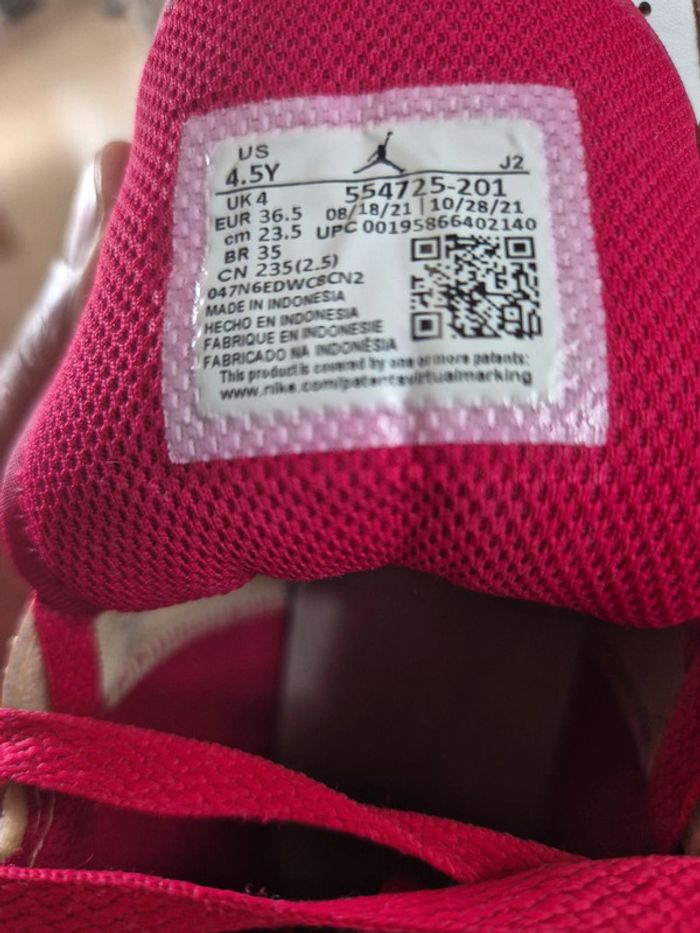 US
4.5Y
J2
UK 4
554725-201
EUR 36.5
08/18/21 | 10/28/21
cm 23.5
UPC 00195866402140
BR 35
CN 235(2.5)
047N6EDWC8CN2
MADE IN INDONESIA
HECHO EN INDONESIA
FABRIQUE EN INDONESIE
FABRICADO NA INDONÉSIA
This product is covered by one or more patents:
www.nike.com/patentsvirtualmarking